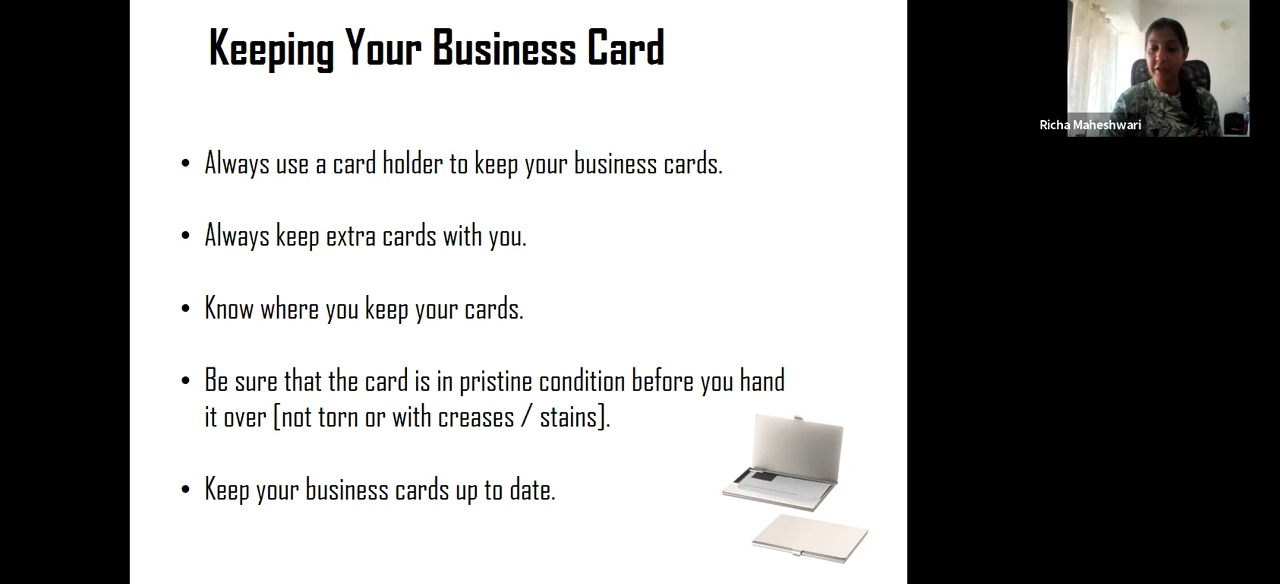 Keeping Your Business Card
Richa Maheshwari
• Always use a card holder to keep your business cards.
• Always keep extra cards with you.
• Know where you keep your cards.
• Be sure that the card is in pristine condition before you hand
it over [not torn or with creases / stains].
• Keep your business cards up to date.